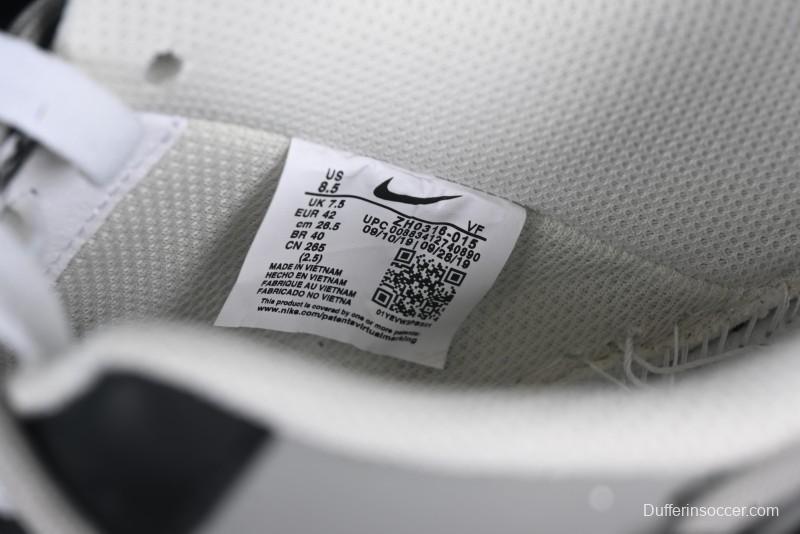 US
8.5
UK 7.5
EUR 42
cm 26.5
BR 40
CN 265
(2.5)
MADE IN VIETNAM
HECHO EN VIETNAM
FABRIQUE AU VIETNAM
FABRICADO NO VIETNA
This product is covered by one or more patents:
www.nike.com/patentsvirtualmarking
VF
ZH0316-015
UPC 00883412740890
09/10/19 | 09/28/19
Dufferinsoccer.com